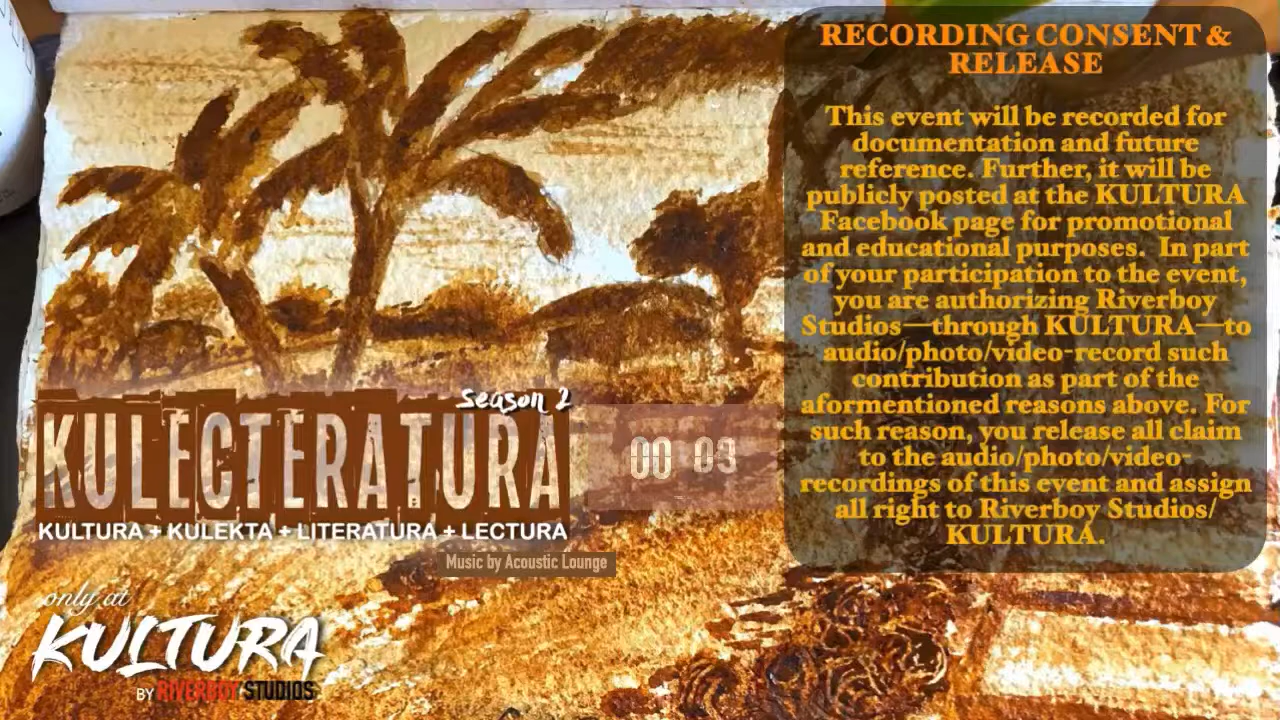 RECORDING CONSENT &
RELEASE
This event will be recorded for
documentation and future
reference. Further, it will be
publicly posted at the KULTURA
Facebook page for promotional
and educational purposes. In part
of your participation to the event,
you are authorizing Riverboy
Studios—through KULTURA—to
audio/photo/video-record such
contribution as part of the
aformentioned reasons above. For
such reason, you release all claim
to the audio/photo/video-
recordings of this event and assign
all right to Riverboy Studios/
KULTURA.
season 2
KULECTERATURA
00 03
KULTURA + KULEKTA + LITERATURA + LECTURA
Music by Acoustic Lounge
only at
KULTURA
BY RIVERBOY STUDIOS